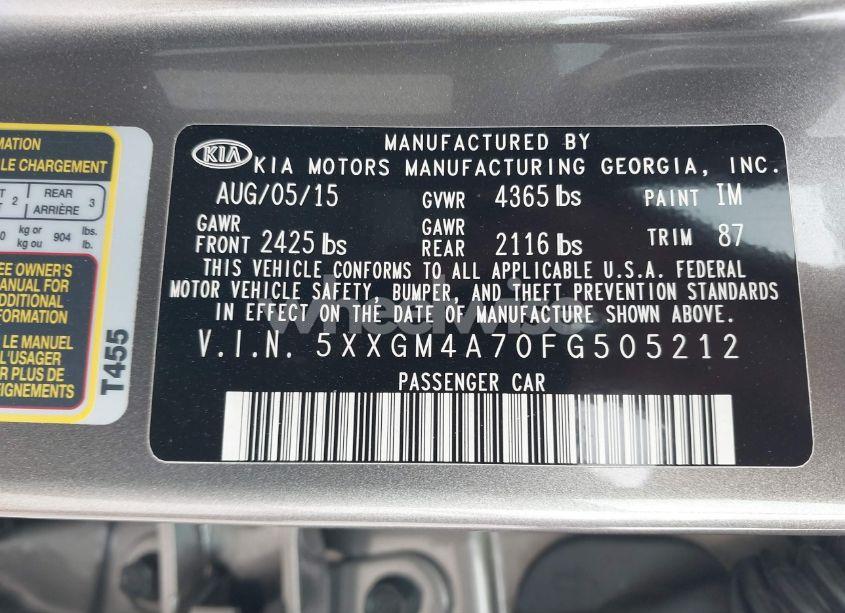 MATION
LE CHARGEMENT
2 REAR 3
ARRIÈRE
kg or 904 lbs.
kg ou lb.
EE OWNER'S
MANUAL FOR
ADDITIONAL
NFORMATION
LE MANUEL
L'USAGER
R PLUS DE
EIGNEMENTS
T455
KIA
MANUFACTURED BY
KIA MOTORS MANUFACTURING GEORGIA, INC.
AUG/05/15 GVWR 4365 lbs PAINT IM
GAWR FRONT 2425 lbs GAWR REAR 2116 lbs TRIM 87
THIS VEHICLE CONFORMS TO ALL APPLICABLE U.S.A. FEDERAL
MOTOR VEHICLE SAFETY, BUMPER, AND THEFT PREVENTION STANDARDS
IN EFFECT ON THE DATE OF MANUFACTURE SHOWN ABOVE.
V.I.N. 5XXGM4A70FG505212
PASSENGER CAR